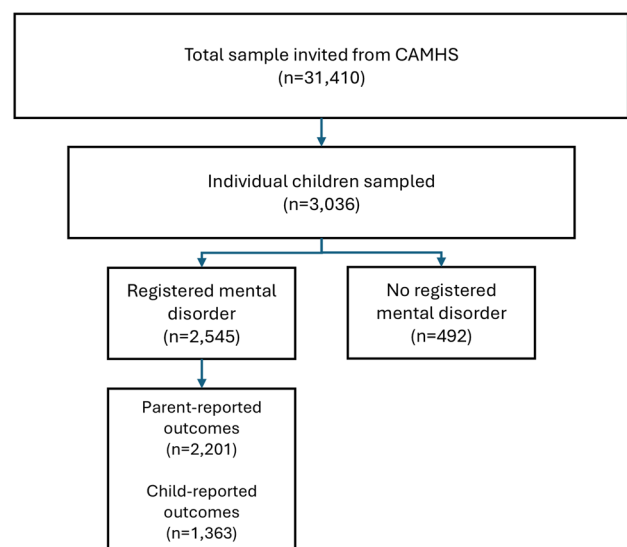 Total sample invited from CAMHS
(n=31,410)
Individual children sampled
(n=3,036)
Registered mental
disorder
(n=2,545)
No registered
mental disorder
(n=492)
Parent-reported
outcomes
(n=2,201)
Child-reported
outcomes
(n=1,363)